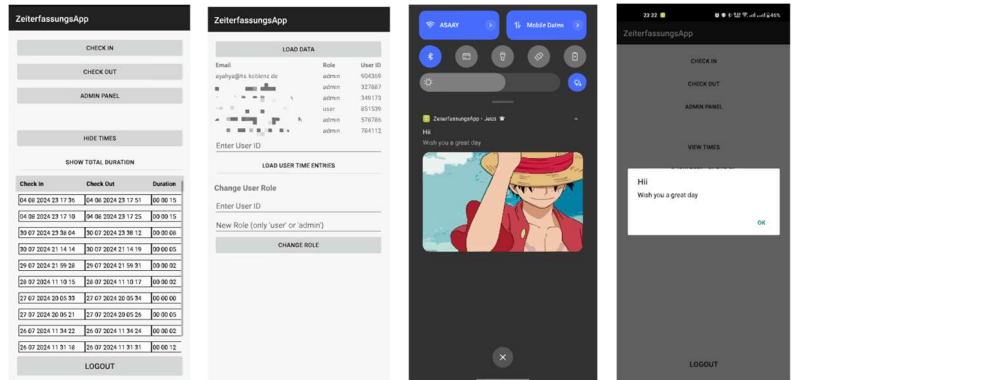 ZeiterfassungsApp
CHECK IN
CHECK OUT
ADMIN PANEL
HIDE TIMES
SHOW TOTAL DURATION
Check In Check Out Duration
04 08 2024 23 17 36 04 08 2024 23 17 51 00 00 15
04 08 2024 23 17 10 04 08 2024 23 17 25 00 00 15
30 07 2024 23 38 04 30 07 2024 23 38 12 00 00 08
30 07 2024 21 14 14 30 07 2024 21 14 19 00 00 05
29 07 2024 21 59 28 29 07 2024 21 59 31 00 00 02
28 07 2024 11 10 15 28 07 2024 11 10 17 00 00 02
27 07 2024 20 05 33 27 07 2024 20 05 34 00 00 00
27 07 2024 20 05 21 27 07 2024 20 05 26 00 00 05
26 07 2024 11 34 22 26 07 2024 11 34 24 00 00 02
26 07 2024 11 31 18 26 07 2024 11 31 31 00 00 12
LOGOUT
ZeiterfassungsApp
LOAD DATA
Email Role User ID
admin 904369
admin 327687
admin 349173
user 851539
admin 576786
admin 784112
Enter User ID
LOAD USER TIME ENTRIES
Change User Role
Enter User ID
New Role (only 'user' or 'admin')
CHANGE ROLE
ASAAY
Mobile Daten
ZeiterfassungsApp • Jetzt
Hii
Wish you a great day
23 22
46%
ZeiterfassungsApp
CHECK IN
CHECK OUT
ADMIN PANEL
VIEW TIMES
Hii
Wish you a great day
OK
LOGOUT